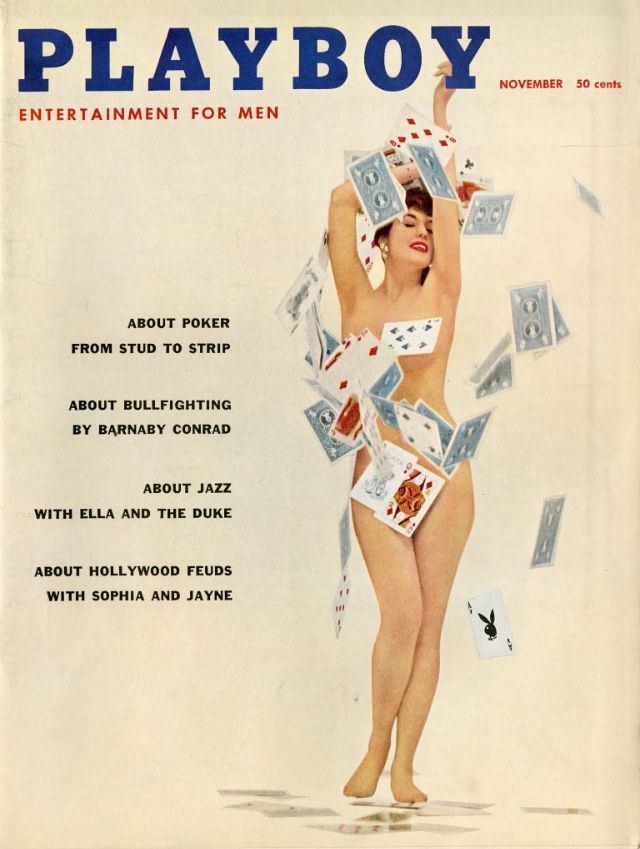 PLAYBOY
NOVEMBER 50 cents
ENTERTAINMENT FOR MEN
ABOUT POKER
FROM STUD TO STRIP
ABOUT BULLFIGHTING
BY BARNABY CONRAD
ABOUT JAZZ
WITH ELLA AND THE DUKE
ABOUT HOLLYWOOD FEUDS
WITH SOPHIA AND JAYNE